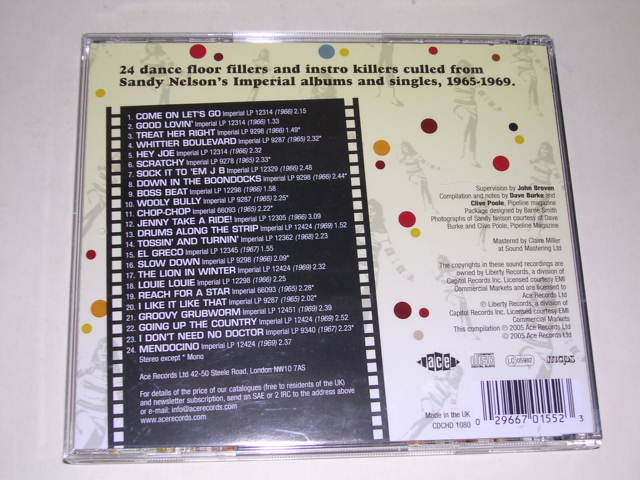 24 dance floor fillers and instro killers culled from
Sandy Nelson's Imperial albums and singles, 1965-1969.
1. COME ON LET'S GO Imperial LP 12314 (1966) 2.15
2. GOOD LOVIN' Imperial LP 12314 (1966) 1.33
3. TREAT HER RIGHT Imperial LP 9298 (1966) 1.49*
4. WHITTIER BOULEVARD Imperial LP 9287 (1965) 2.32*
5. HEY JOE Imperial LP 12314 (1966) 2.32
6. SCRATCHY Imperial LP 9278 (1965) 2.33*
7. SOCK IT TO 'EM J B Imperial LP 12329 (1966) 2.48
8. DOWN IN THE BOONDOCKS Imperial LP 9298 (1966) 2.44*
9. BOSS BEAT Imperial LP 12298 (1966) 1.58
10. WOOLY BULLY Imperial LP 9287 (1965) 2.25*
11. CHOP-CHOP Imperial 66093 (1965) 2.22*
12. JENNY TAKE A RIDE! Imperial LP 12305 (1966) 3.09
13. DRUMS ALONG THE STRIP Imperial LP 12424 (1969) 1.52
14. TOSSIN' AND TURNIN' Imperial LP 12362 (1968) 2.23
15. EL GRECO Imperial LP 12345 (1967) 1.55
16. SLOW DOWN Imperial LP 9298 (1966) 2.09*
17. THE LION IN WINTER Imperial LP 12424 (1969) 2.32
18. LOUIE LOUIE Imperial LP 12298 (1966) 2.25
19. REACH FOR A STAR Imperial 66093 (1965) 2.28*
20. I LIKE IT LIKE THAT Imperial LP 9287 (1965) 2.02*
21. GROOVY GRUBWORM Imperial LP 12451 (1969) 2.39
22. GOING UP THE COUNTRY Imperial LP 12424 (1969) 2.52
23. I DON'T NEED NO DOCTOR Imperial LP 9340 (1967) 2.23*
24. MENDOCINO Imperial LP 12424 (1969) 2.37
Stereo except * Mono
Ace Records Ltd 42-50 Steele Road, London NW10 7AS
For details of the price of our catalogues (free to residents of the UK)
and newsletter subscription, send an SAE or 2 IRC to the address above
or e-mail: info@acerecords.com
www.acerecords.com
Supervision by John Broven
Compilation and notes by Dave Burke and
Clive Poole, Pipeline magazine
Package designed by Barrie Smith
Photographs of Sandy Nelson courtesy of Dave
Burke and Clive Poole, Pipeline Magazine
Mastered by Claire Miller
at Sound Mastering Ltd
The copyrights in these sound recordings are
owned by Liberty Records, a division of
Capitol Records Inc. Licensed courtesy EMI
Commercial Markets and are licensed to
Ace Records Ltd
℗ Liberty Records, a division of
Capitol Records Inc. Licensed courtesy EMI
Commercial Markets
This compilation ℗ 2005 Ace Records Ltd
© 2005 Ace Records Ltd
ace
COMPACT disc DIGITAL AUDIO
LC 05982
mcps
Made in the UK
CDCHD 1080
0 29667 01552 3